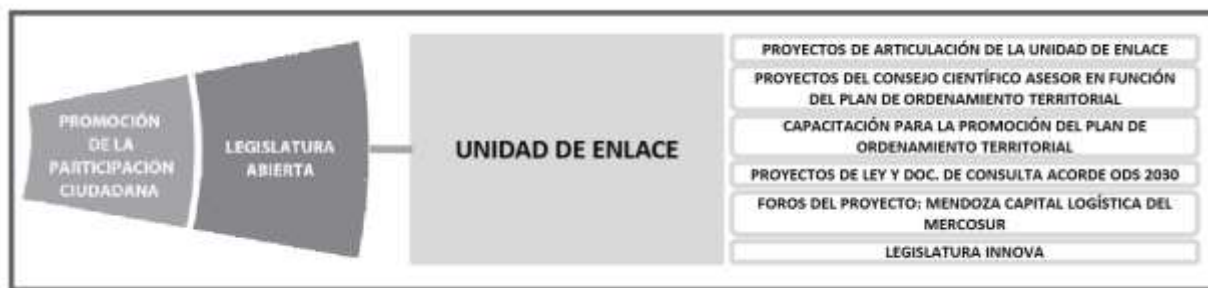 PROMOCIÓN
DE LA
PARTICIPACION
CIUDADANA
LEGISLATURA
ABIERTA
UNIDAD DE ENLACE
PROYECTOS DE ARTICULACIÓN DE LA UNIDAD DE ENLACE
PROYECTOS DEL CONSEJO CIENTÍFICO ASESOR EN FUNCIÓN
DEL PLAN DE ORDENAMIENTO TERRITORIAL
CAPACITACIÓN PARA LA PROMOCIÓN DEL PLAN DE
ORDENAMIENTO TERRITORIAL
PROYECTOS DE LEY Y DOC. DE CONSULTA ACORDE ODS 2030
FOROS DEL PROYECTO: MENDOZA CAPITAL LOGÍSTICA DEL
MERCOSUR
LEGISLATURA INNOVA